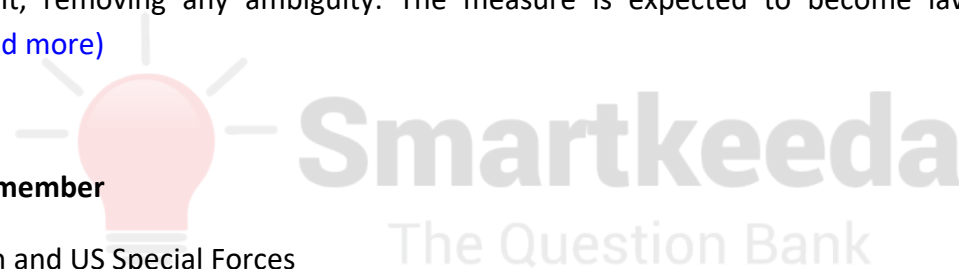 nt, removing any ambiguity. The measure is expected to become law
d more)
Smartkeeda
member
The Question Bank
n and US Special Forces